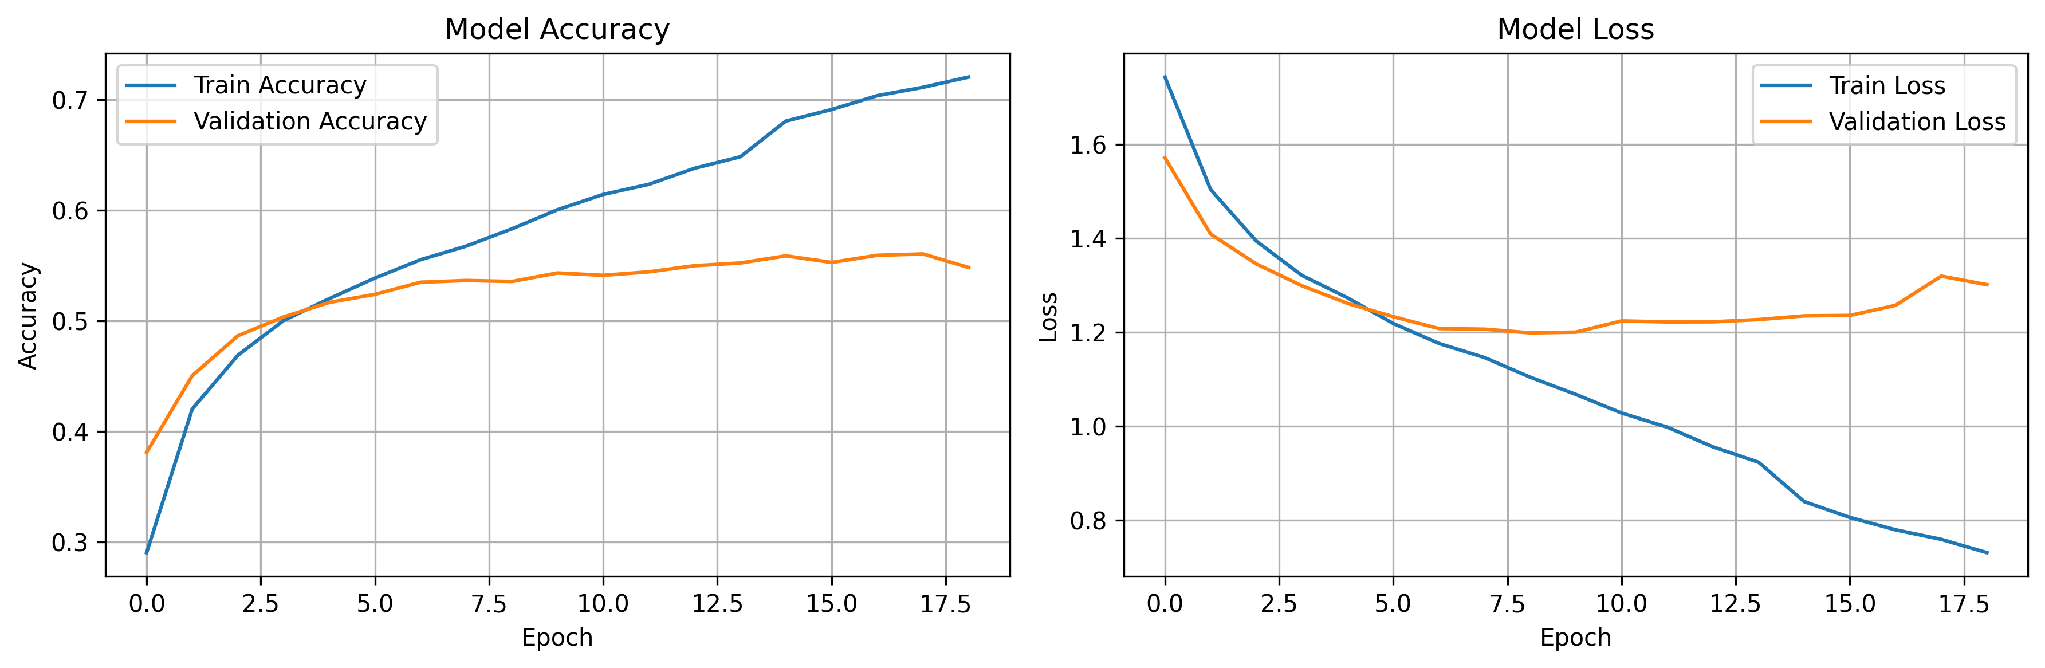 Model Accuracy
Train Accuracy
Validation Accuracy
0.7
0.6
0.5
0.4
0.3
Accuracy
0.0 2.5 5.0 7.5 10.0 12.5 15.0 17.5
Epoch
Model Loss
Train Loss
Validation Loss
1.6
1.4
1.2
1.0
0.8
Loss
0.0 2.5 5.0 7.5 10.0 12.5 15.0 17.5
Epoch